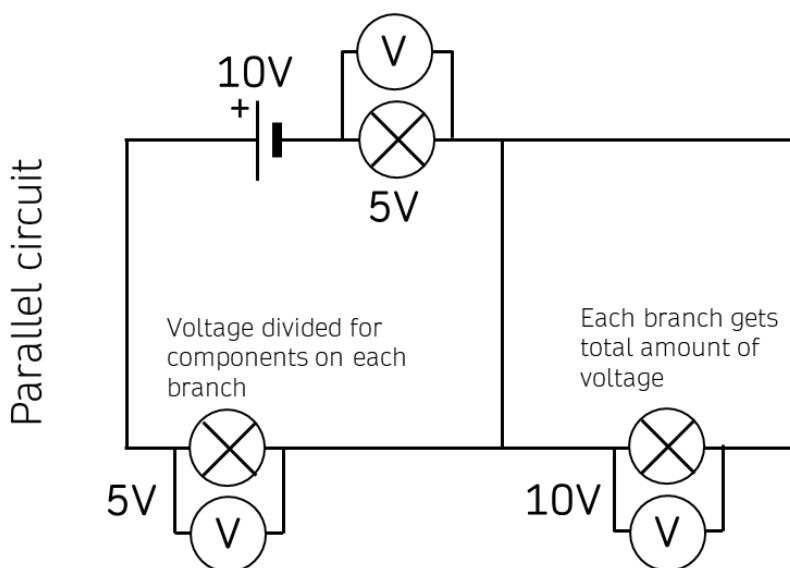 Parallel circuit
10V
+
V
5V
Voltage divided for
components on each
branch
Each branch gets
total amount of
voltage
5V
V
10V
V